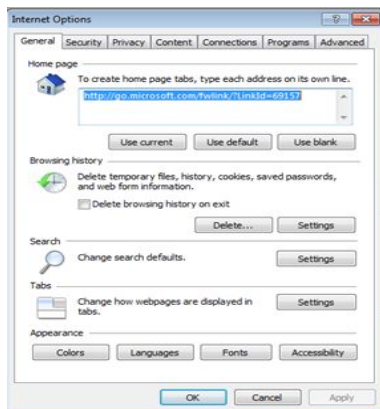 Internet Options
General Security Privacy Content Connections Programs Advanced
Home page
To create home page tabs, type each address on its own line.
http://go.microsoft.com/fwlink/?LinkId=69157
Use current Use default Use blank
Browsing history
Delete temporary files, history, cookies, saved passwords,
and web form information.
Delete browsing history on exit
Delete... Settings
Search
Change search defaults. Settings
Tabs
Change how webpages are displayed in Settings
tabs.
Appearance
Colors Languages Fonts Accessibility
OK Cancel Apply